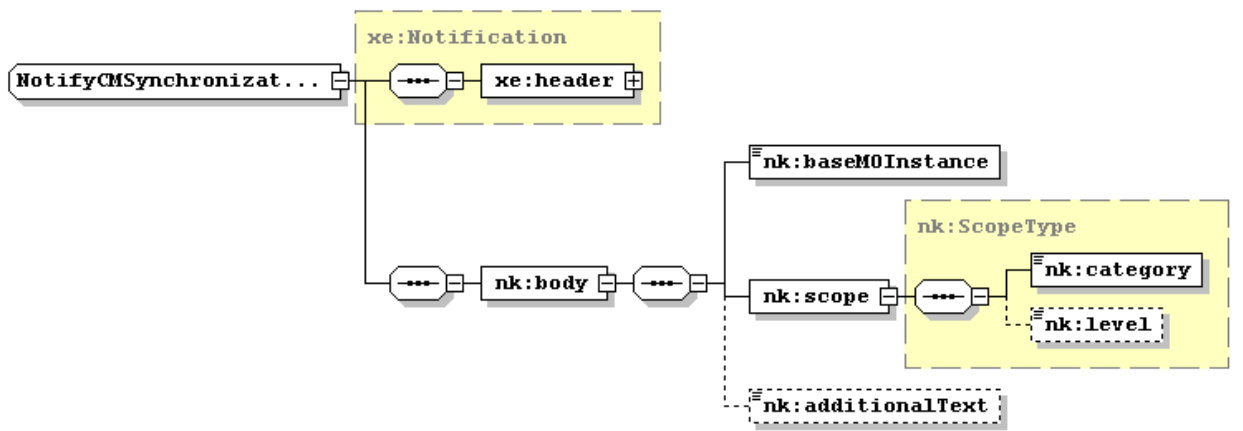 xe:Notification
NotifyCMSynchronizat...
xe:header
nk:baseMOInstance
nk:ScopeType
nk:category
nk:body
nk:scope
nk:level
nk:additionalText